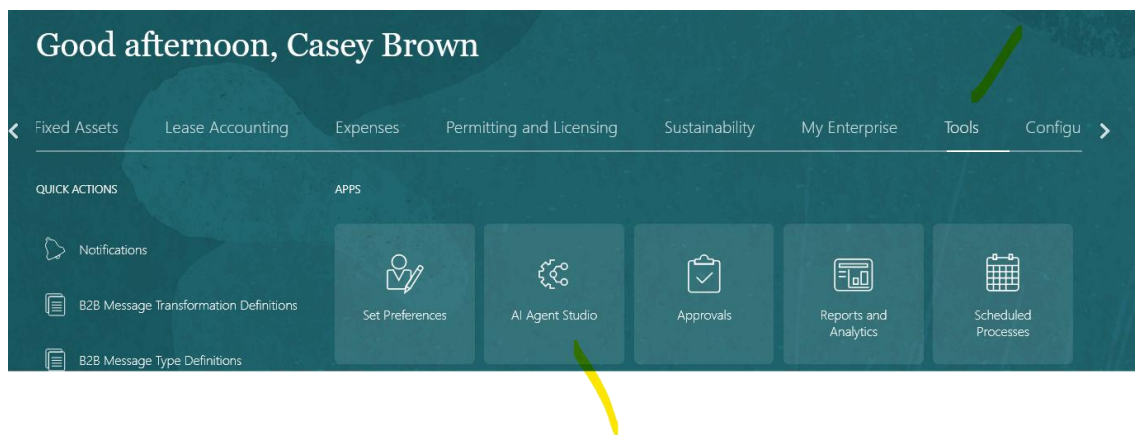 Good afternoon, Casey Brown
Fixed Assets Lease Accounting Expenses Permitting and Licensing Sustainability My Enterprise Tools Configu
QUICK ACTIONS
APPS
Notifications
B2B Message Transformation Definitions
B2B Message Type Definitions
Set Preferences
AI Agent Studio
Approvals
Reports and
Analytics
Scheduled
Processes